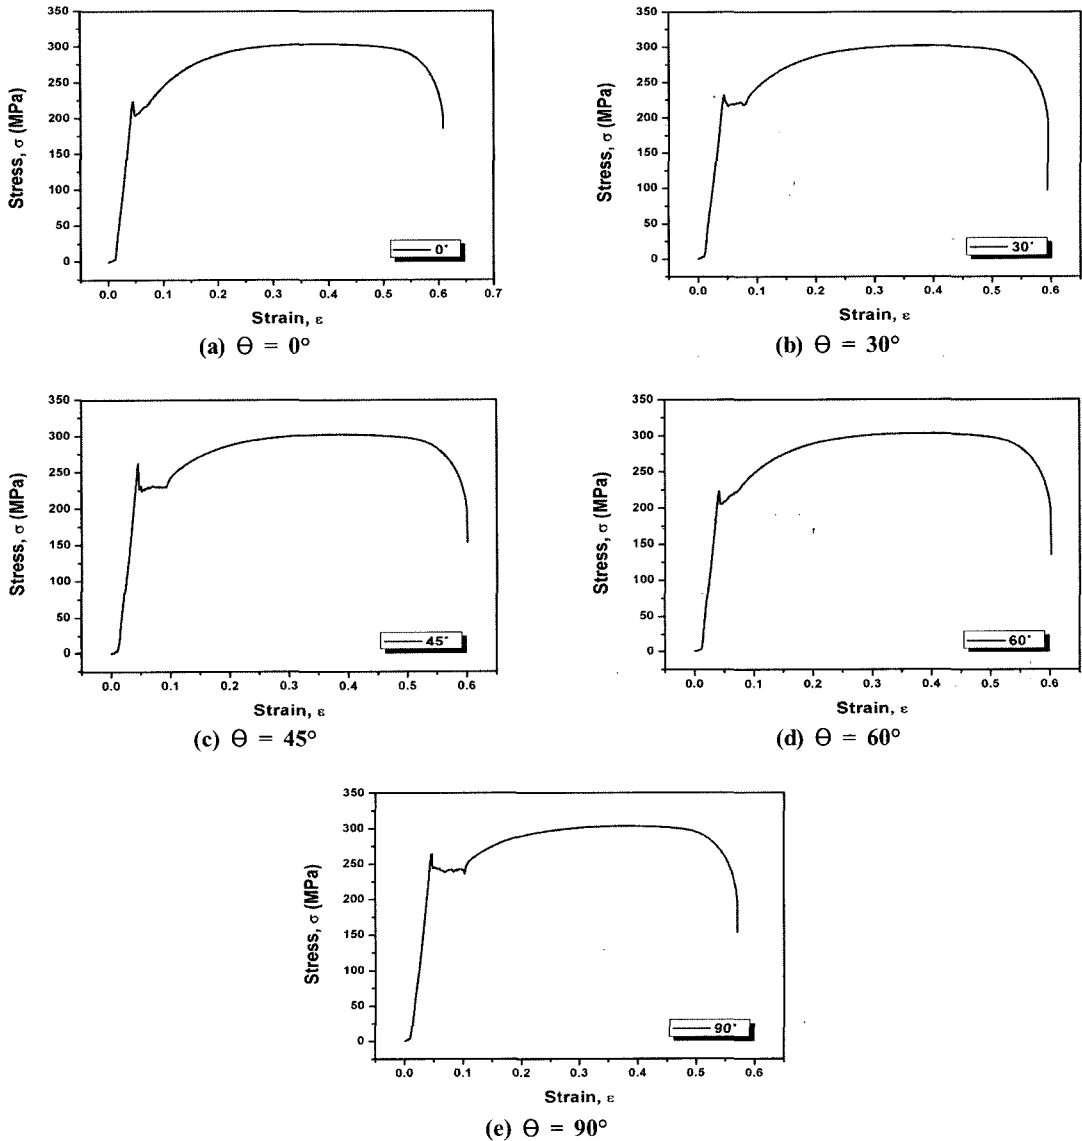 350
300
250
200
150
100
50
0
Stress, σ (MPa)
0°
0.0 0.1 0.2 0.3 0.4 0.5 0.6 0.7
Strain, ε
(a) Θ = 0°
350
300
250
200
150
100
50
0
Stress, σ (MPa)
30°
0.0 0.1 0.2 0.3 0.4 0.5 0.6
Strain, ε
(b) Θ = 30°
350
300
250
200
150
100
50
0
Stress, σ (MPa)
45°
0.0 0.1 0.2 0.3 0.4 0.5 0.6
Strain, ε
(c) Θ = 45°
350
300
250
200
150
100
50
0
Stress, σ (MPa)
60°
0.0 0.1 0.2 0.3 0.4 0.5 0.6
Strain, ε
(d) Θ = 60°
350
300
250
200
150
100
50
0
Stress, σ (MPa)
90°
0.0 0.1 0.2 0.3 0.4 0.5 0.6
Strain, ε
(e) Θ = 90°